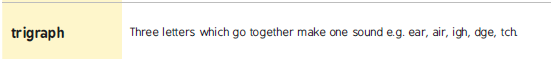 trigraph Three letters which go together make one sound e.g. ear, air, igh, dge, tch.